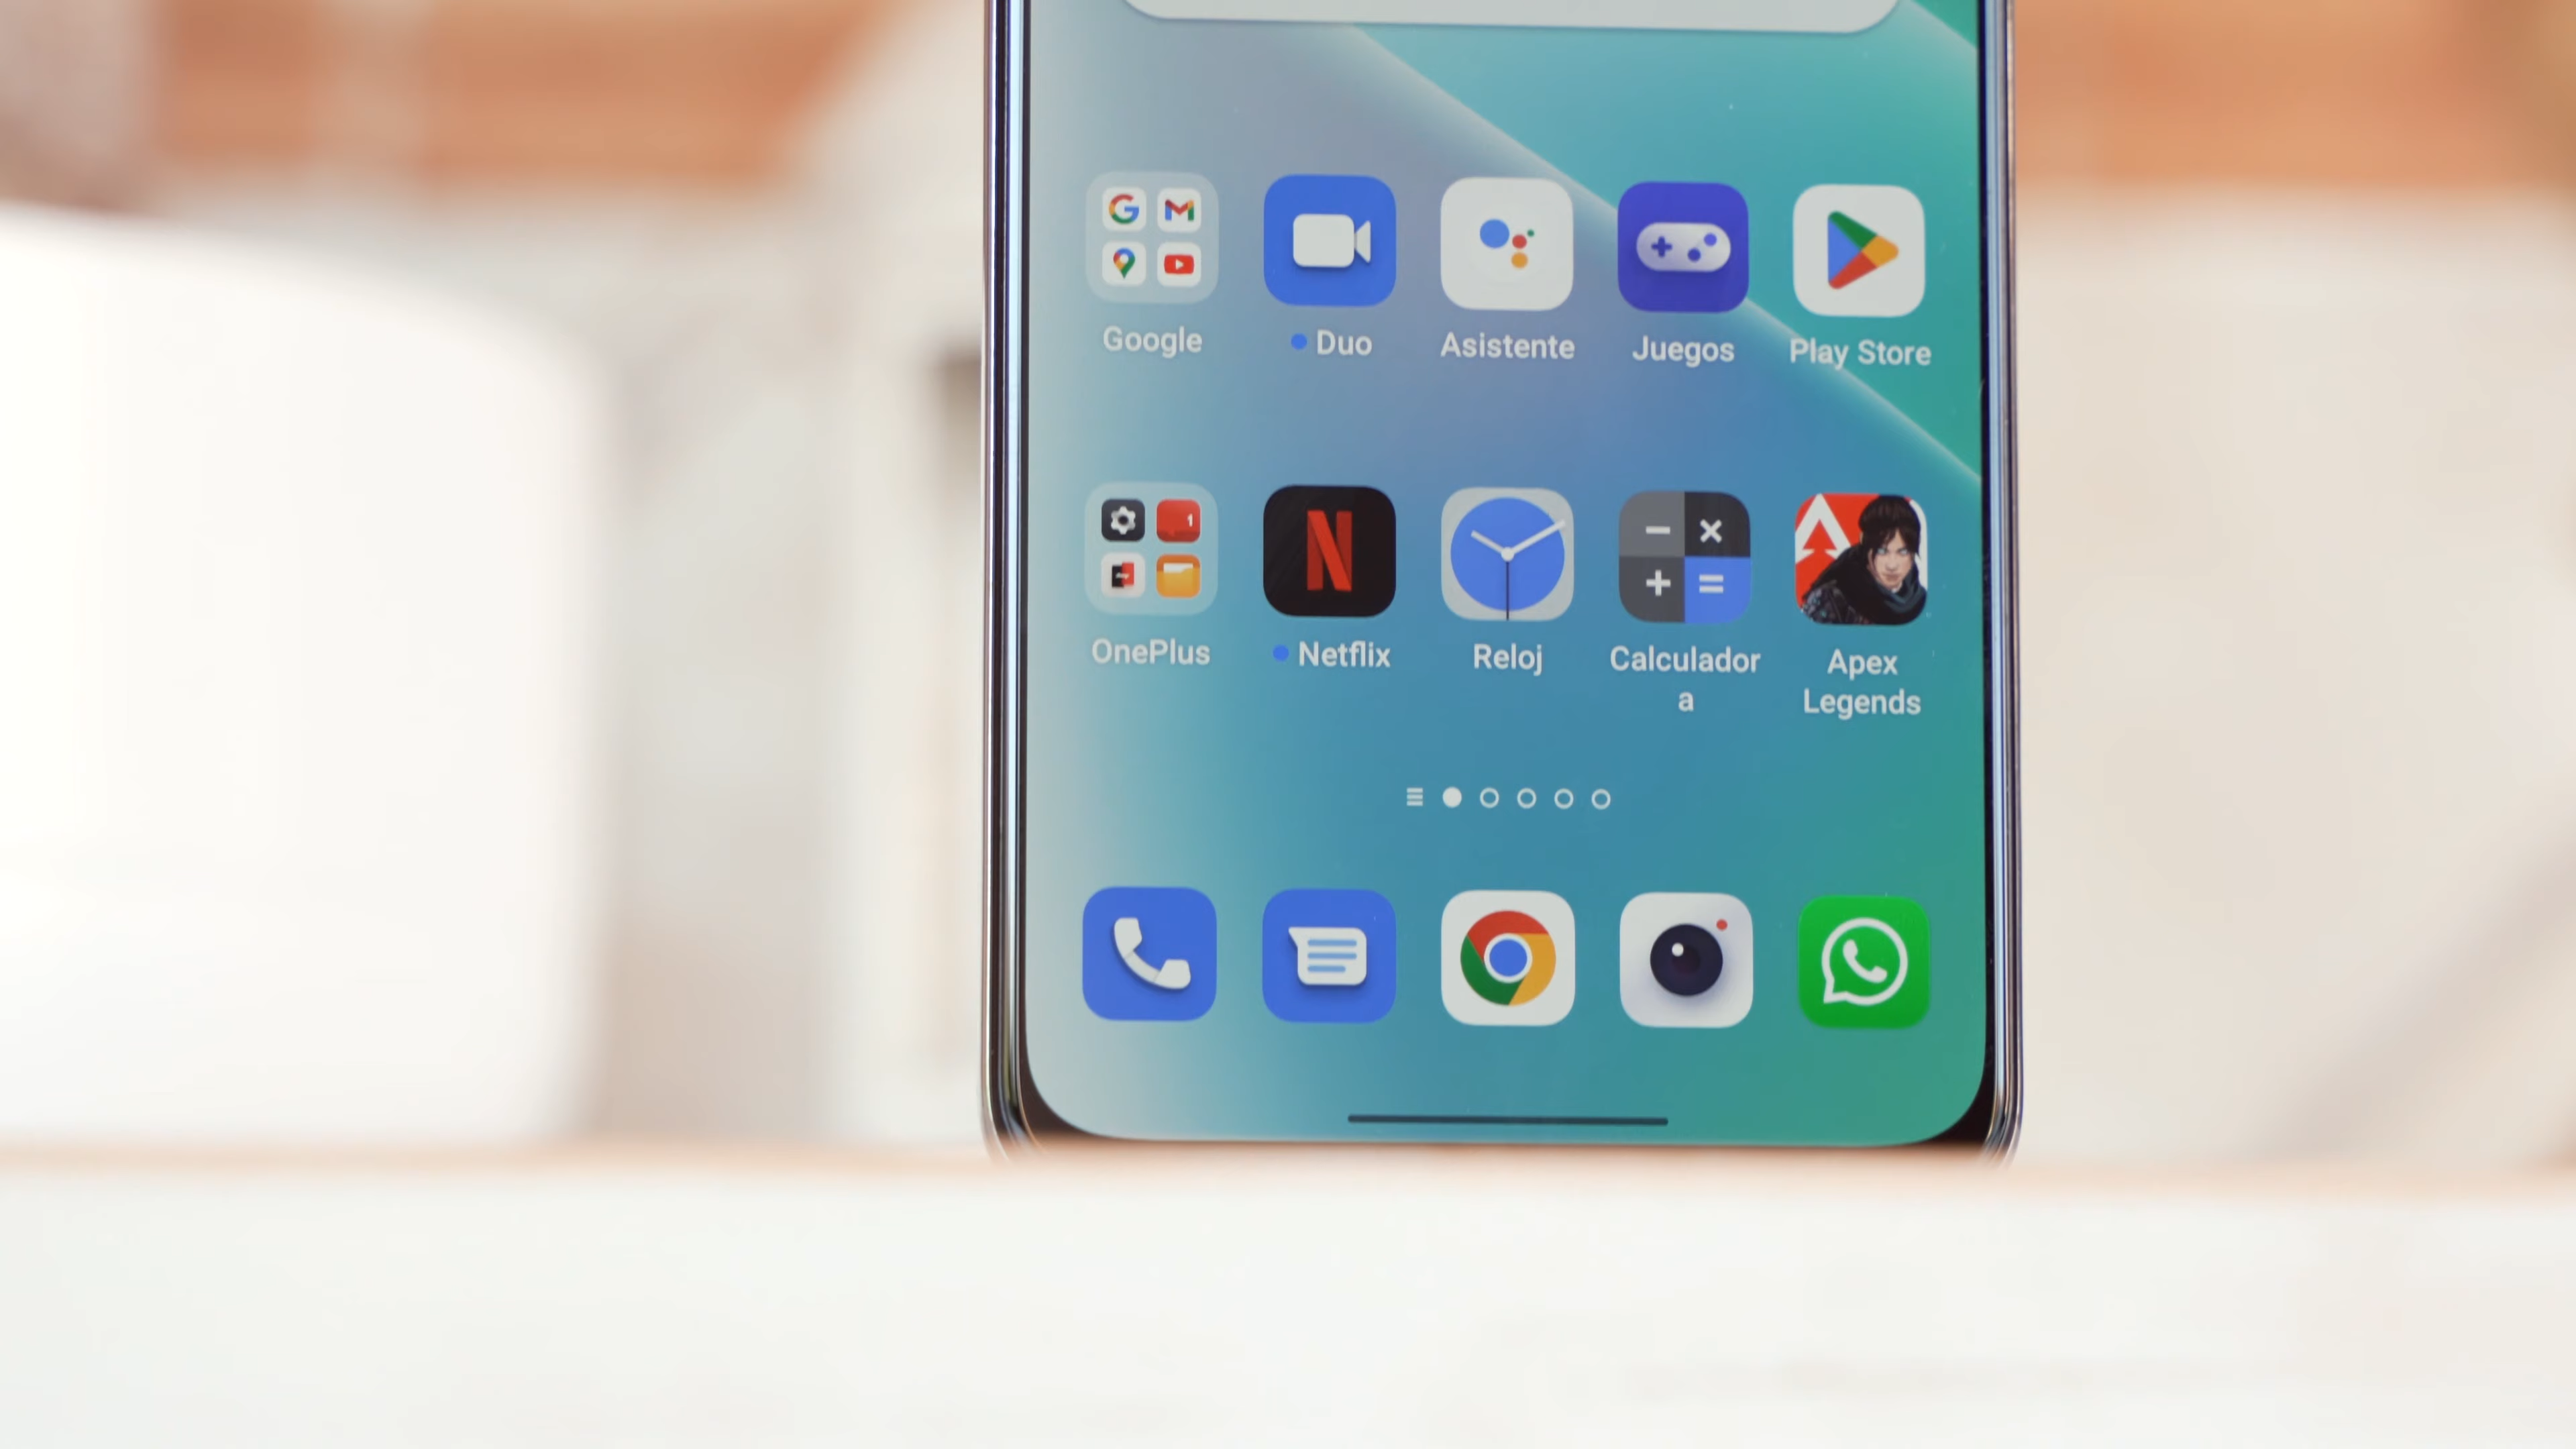 Google
Duo
Asistente
Juegos
Play Store
OnePlus
Netflix
Reloj
Calculador
a
Apex
Legends